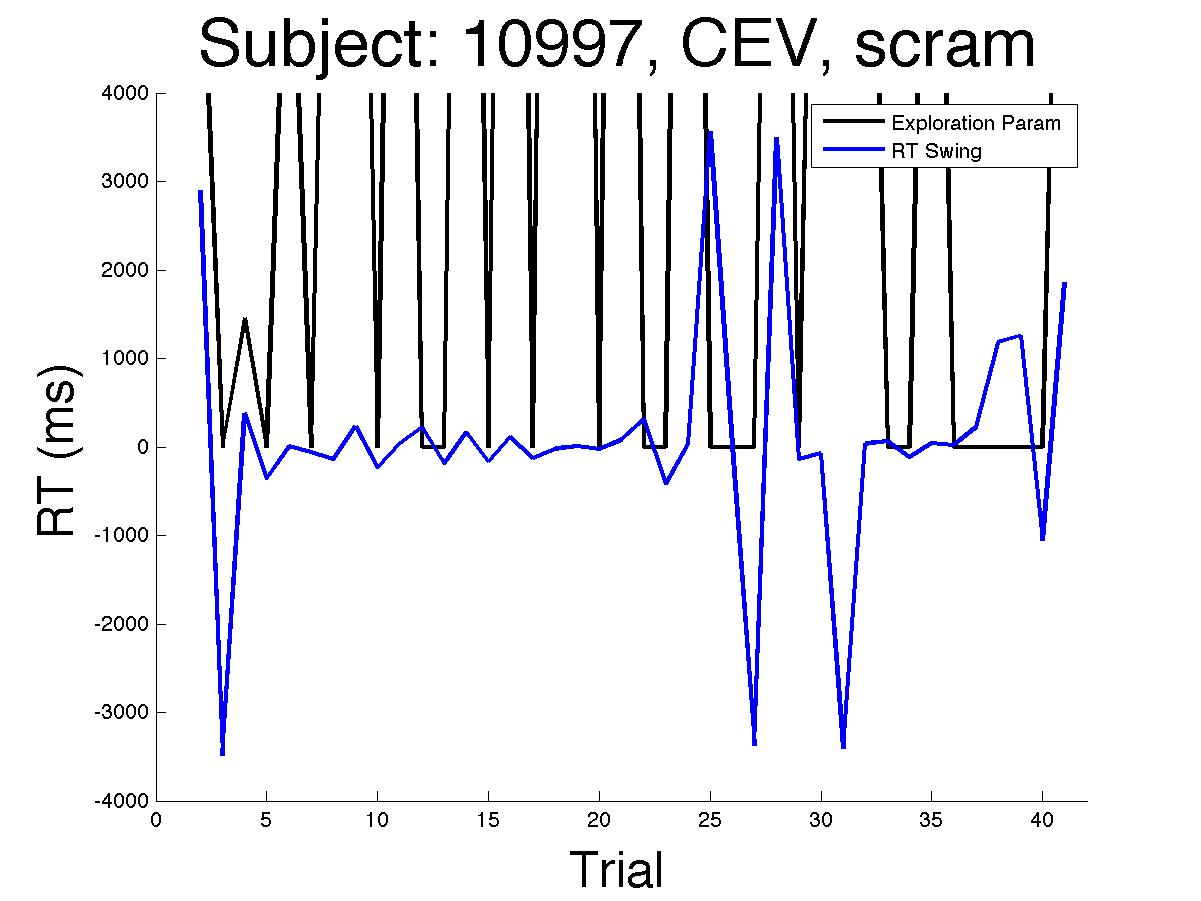 Subject: 10997, CEV, scram
4000
3000
2000
1000
0
-1000
-2000
-3000
-4000
RT (ms)
Exploration Param
RT Swing
0 5 10 15 20 25 30 35 40
Trial